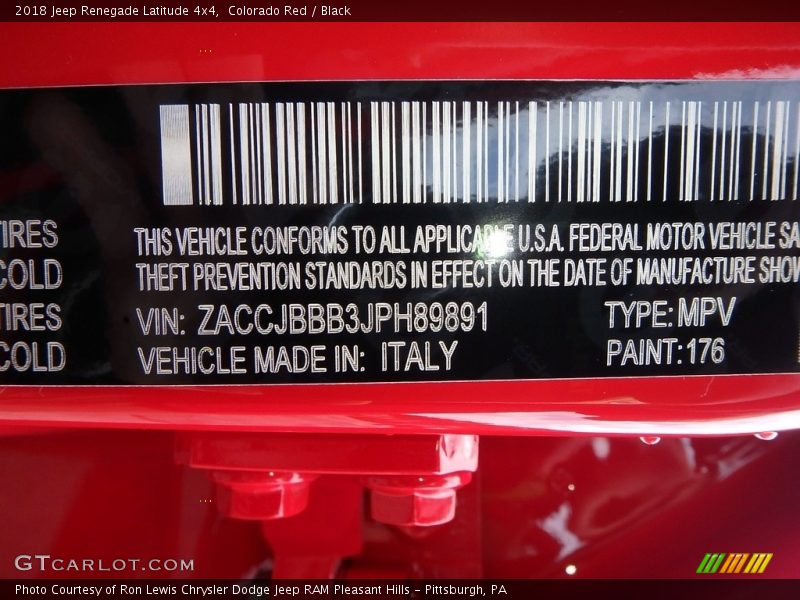 2018 Jeep Renegade Latitude 4x4,  Colorado Red / Black
TIRES
COLD
TIRES
COLD
THIS VEHICLE CONFORMS TO ALL APPLICABLE U.S.A. FEDERAL MOTOR VEHICLE SA
THEFT PREVENTION STANDARDS IN EFFECT ON THE DATE OF MANUFACTURE SHOW
VIN: ZACCJBBB3JPH89891 TYPE: MPV
VEHICLE MADE IN: ITALY PAINT: 176
GTCARLOT.COM
Photo Courtesy of Ron Lewis Chrysler Dodge Jeep RAM Pleasant Hills - Pittsburgh, PA